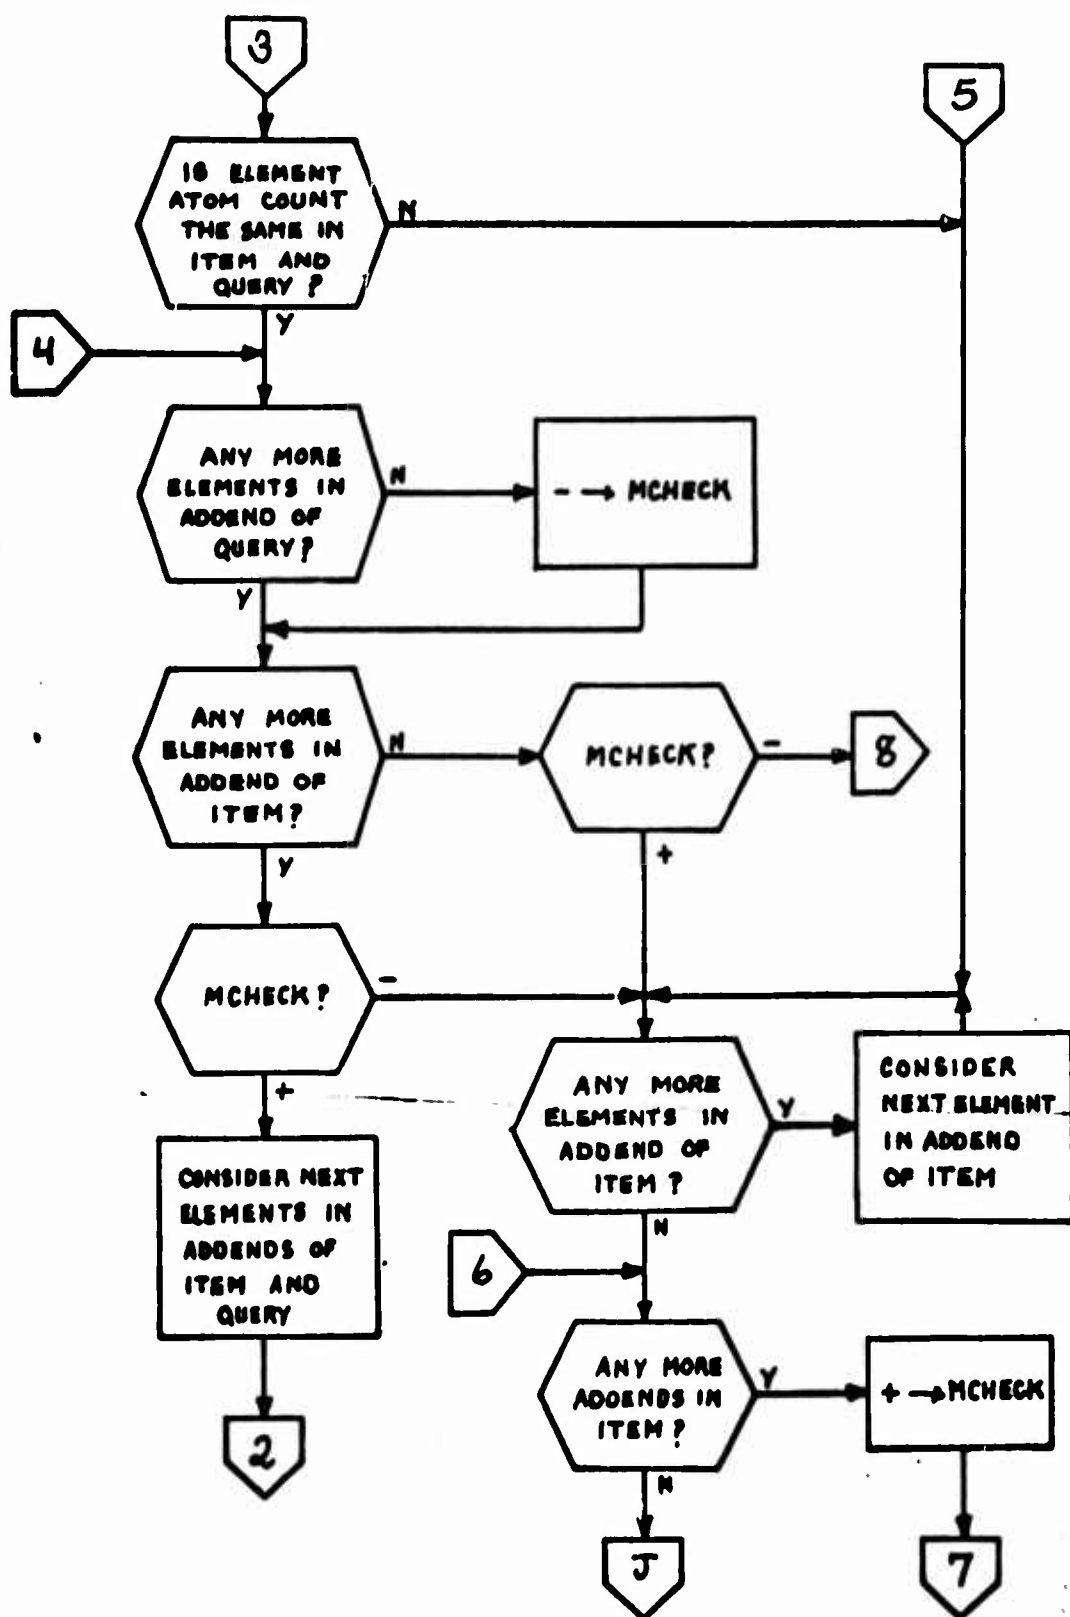 3
5
IS ELEMENT
ATOM COUNT
THE SAME IN
ITEM AND
QUERY?
N
Y
4
ANY MORE
ELEMENTS IN
ADDEND OF
QUERY?
N
- → MCHECK
Y
ANY MORE
ELEMENTS IN
ADDEND OF
ITEM?
N
MCHECK?
-
8
Y
+
MCHECK?
-
+
ANY MORE
ELEMENTS IN
ADDEND OF
ITEM?
Y
CONSIDER
NEXT ELEMENT
IN ADDEND
OF ITEM
CONSIDER NEXT
ELEMENTS IN
ADDENDS OF
ITEM AND
QUERY
N
6
ANY MORE
ADDENDS IN
ITEM?
Y
+ → MCHECK
2
N
J
7